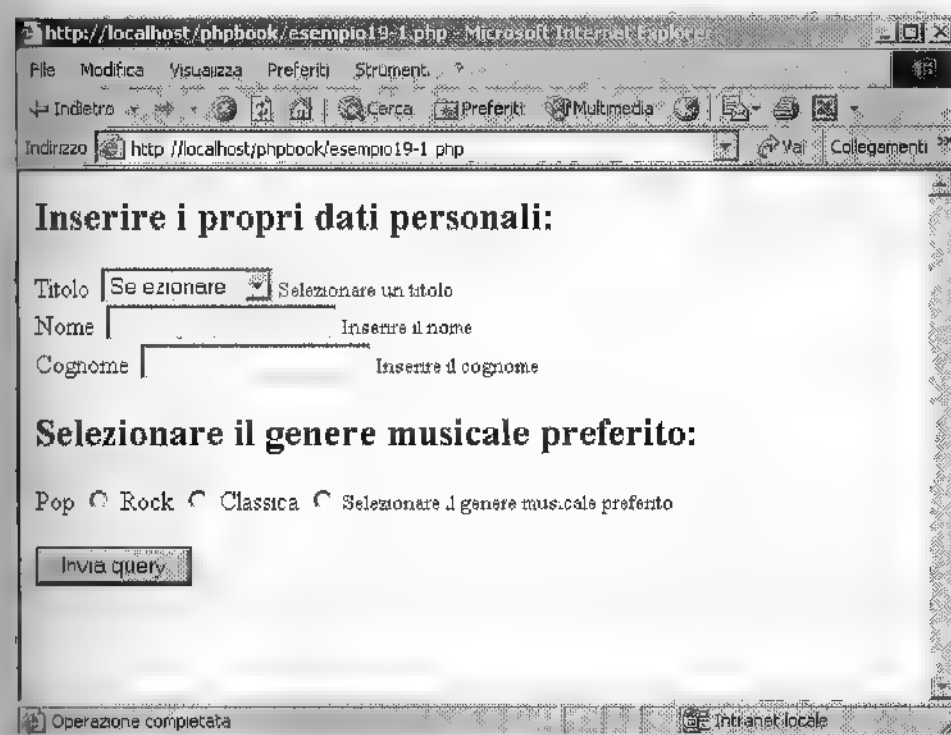 http://localhost/phpbook/esempio19-1.php - Microsoft Internet Explorer
File Modifica Visualizza Preferiti Strument. ?
Indietro Cerca Preferiti Multimedia
Indirizzo http //localhost/phpbook/esempio19-1 php Vai Collegamenti »
Inserire i propri dati personali:
Titolo Se ezionare Selezionare un titolo
Nome Inserire il nome
Cognome Inserire il cognome
Selezionare il genere musicale preferito:
Pop Rock Classica Selezionare il genere musicale preferito
Invia query
Operazione completata Intranet locale